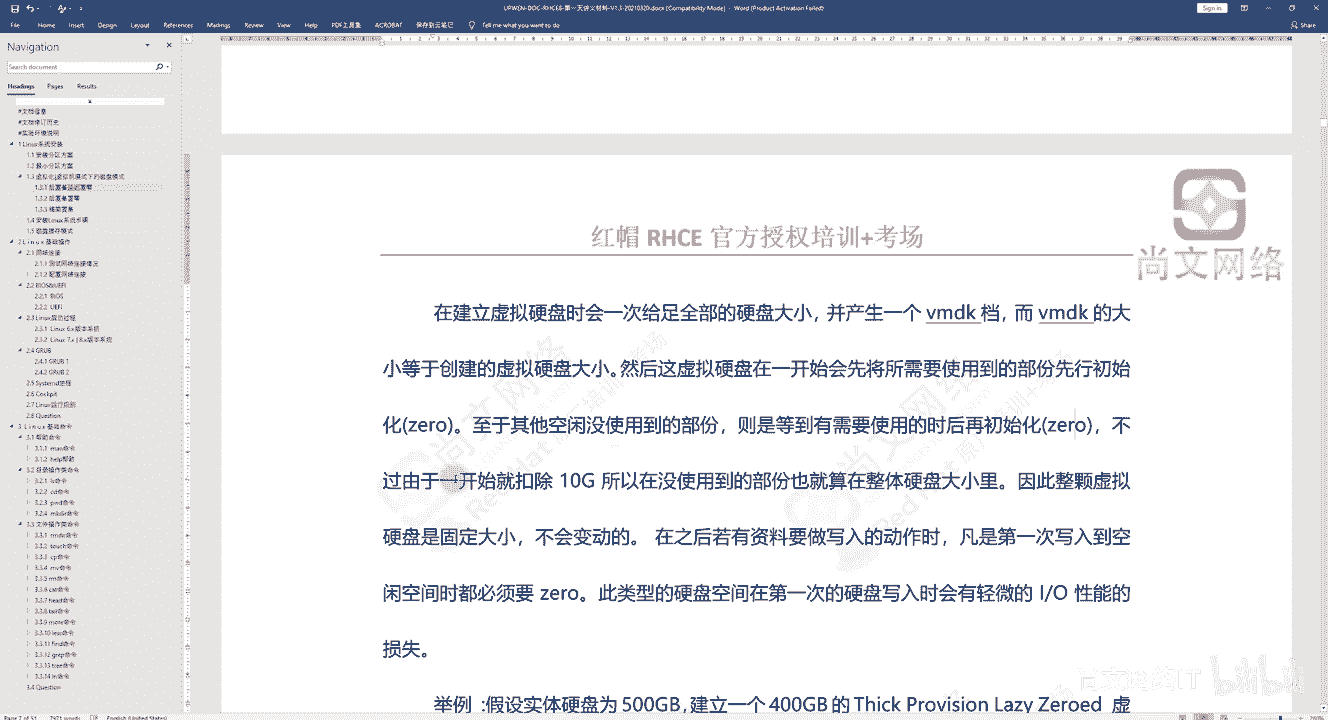 UPWEN-DOC-RHCE8-第一天讲义材料-V1.5-20210320.docx [Compatibility Mode] - Word (Product Activation Failed)
Sign in
File Home Insert Design Layout References Mailings Review View Help PDF工具集 ACROBAT 保存到云笔记 Tell me what you want to do
Share
Navigation
Search document
Headings Pages Results
#文档信息
#文档修订历史
#实验环境说明
1 Linux系统安装
1.1 安装分区方案
1.2 最小分区方案
1.3 虚拟化|虚拟机模式下的磁盘模式
1.3.1 厚置备延迟置零
1.3.2 厚置备置零
1.3.3 精简置备
1.4 安装Linux系统步骤
2 Linux 基础操作
2.1 网络连接
2.1.1 测试网络连接情况
2.1.2 配置网络连接
2.2 BIOS&UEFI
2.2.1 BIOS
2.2.2 UEFI
2.3 Linux启动过程
2.3.1 Linux 6.x版本系统
2.3.2 Linux 7.x | 8.x版本系统
2.4 GRUB
2.4.1 GRUB 1
2.4.2 GRUB 2
2.5 Systemd进程
2.6 Cockpit
2.7 Linux运行级别
2.8 Question
3 Linux 基础命令
3.1 帮助命令
3.1.1 man命令
3.1.2 help帮助
3.2 目录操作类命令
3.2.1 ls命令
3.2.2 cd命令
3.2.3 pwd命令
3.2.4 mkdir命令
3.3 文件操作类命令
3.3.1 rmdir命令
3.3.2 touch命令
3.3.3 cp命令
3.3.4 mv命令
3.3.5 rm命令
3.3.6 cat命令
3.3.7 head命令
3.3.8 tail命令
3.3.9 more命令
3.3.10 less命令
3.3.11 find命令
3.3.12 grep命令
3.3.13 tree命令
3.3.14 ln命令
3.4 Question
红帽 RHCE 官方授权培训+考场
尚文网络
在建立虚拟硬盘时会一次给足全部的硬盘大小，并产生一个 vmdk 档，而 vmdk 的大
小等于创建的虚拟硬盘大小。然后这虚拟硬盘在一开始会先将所需要使用到的部份先行初始
化(zero)。至于其他空闲没使用到的部份，则是等到有需要使用的时后再初始化(zero)，不
过由于一开始就扣除 10G 所以在没使用到的部份也就算在整体硬盘大小里。因此整颗虚拟
硬盘是固定大小，不会变动的。 在之后若有资料要做写入的动作时，凡是第一次写入到空
闲空间时都必须要 zero。此类型的硬盘空间在第一次的硬盘写入时会有轻微的 I/O 性能的
损失。
举例 :假设实体硬盘为 500GB,建立一个 400GB 的 Thick Provision Lazy Zeroed 虚
尚文网络IT bilibili
Page 7 of 51 7971 words English (United States)